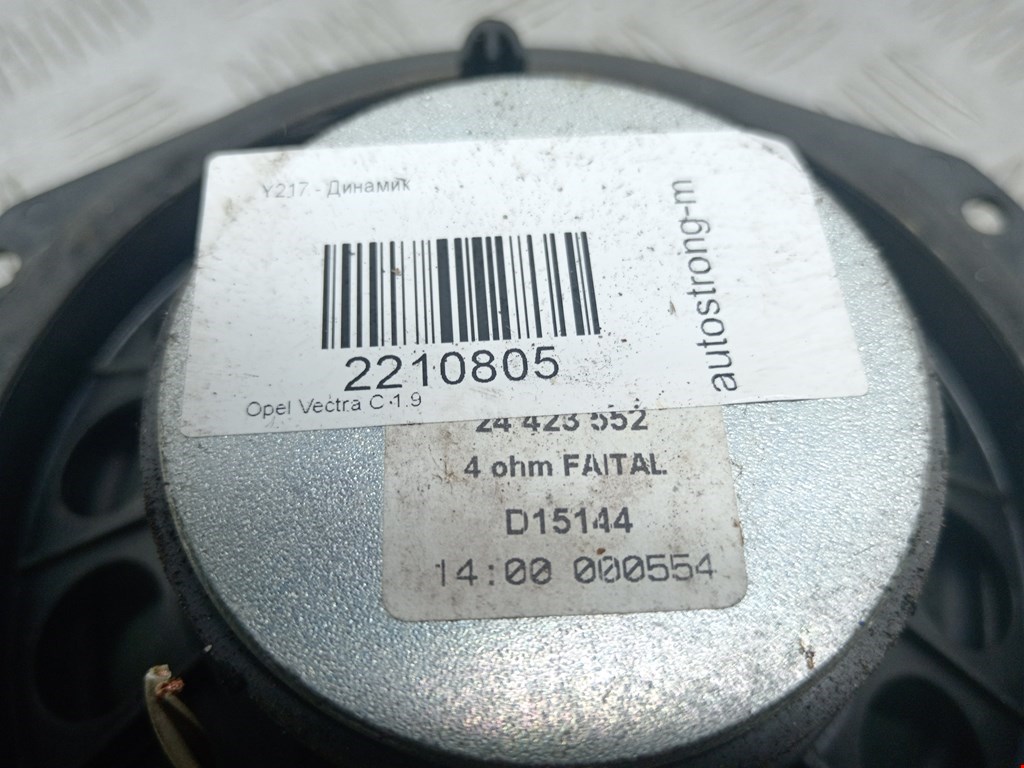 Y217 - Динамик
2210805
Opel Vectra C 1.9
autostrong-m
24 423 552
4 ohm FAITAL
D15144
14:00 000554